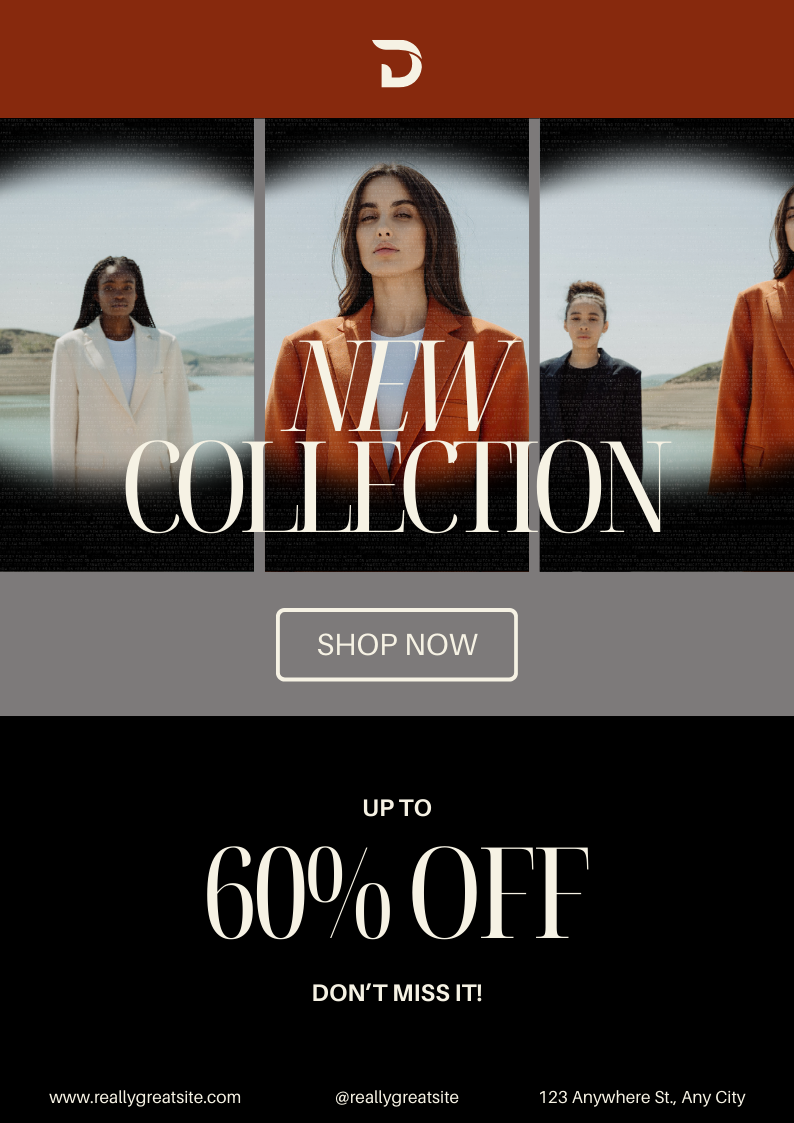 NEW
COLLECTION
SHOP NOW
UP TO
60% OFF
DON’T MISS IT!
www.reallygreatsite.com
@reallygreatsite
123 Anywhere St., Any City